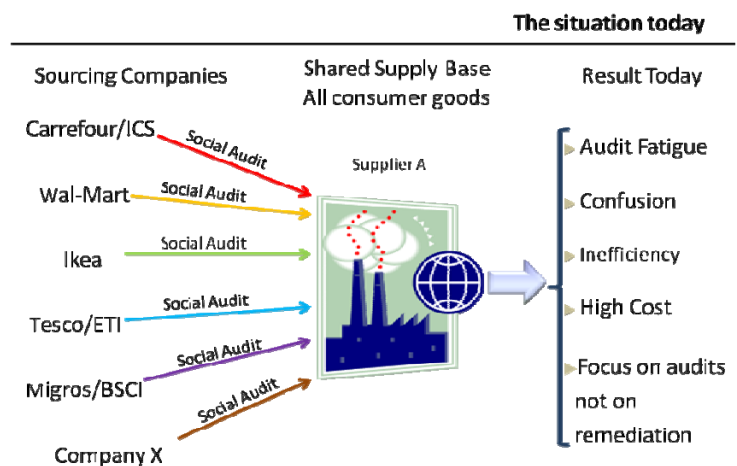 The situation today
Sourcing Companies
Shared Supply Base
All consumer goods
Result Today
Carrefour/ICS
Social Audit
Wal-Mart
Social Audit
Ikea
Social Audit
Tesco/ETI
Social Audit
Migros/BSCI
Social Audit
Company X
Social Audit
Supplier A
Audit Fatigue
Confusion
Inefficiency
High Cost
Focus on audits
not on
remediation